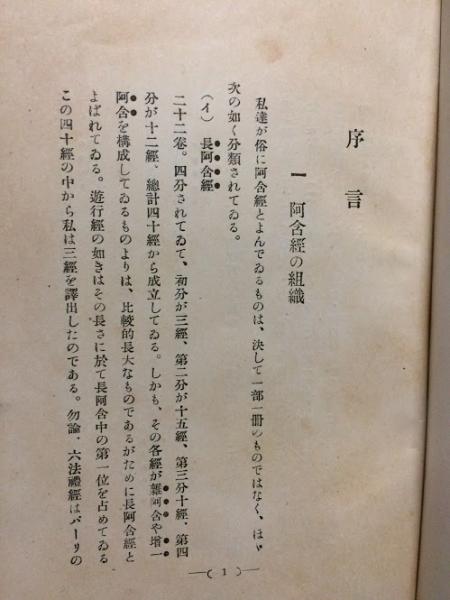 序言
一 阿含經の組織
私達が俗に阿含經とよんでゐるものは、決して一部一冊のものではなく、ほゞ
次の如く分類されてゐる。
(イ) 長阿含經
二十二卷。四分されてゐて、初分が三經、第二分が十五經、第三分十經、第四
分が十二經、總計四十經から成立してゐる。しかも、その各經が雜阿含や增一
阿含を構成してゐるものよりは、比較的長大なものであるがために長阿含經と
よばれてゐる。遊行經の如きはその長さに於て長阿含中の第一位を占めてゐる
この四十經の中から私は三經を譯出したのである。勿論、六法禮經はパーリの
—( 1 )—